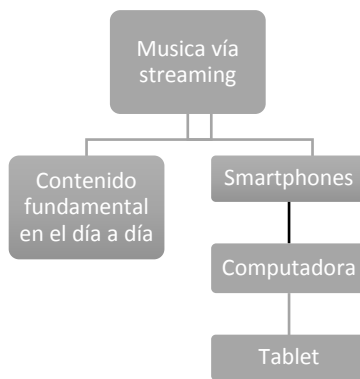 Musica vía
streaming
Contenido
fundamental
en el día a día
Smartphones
Computadora
Tablet